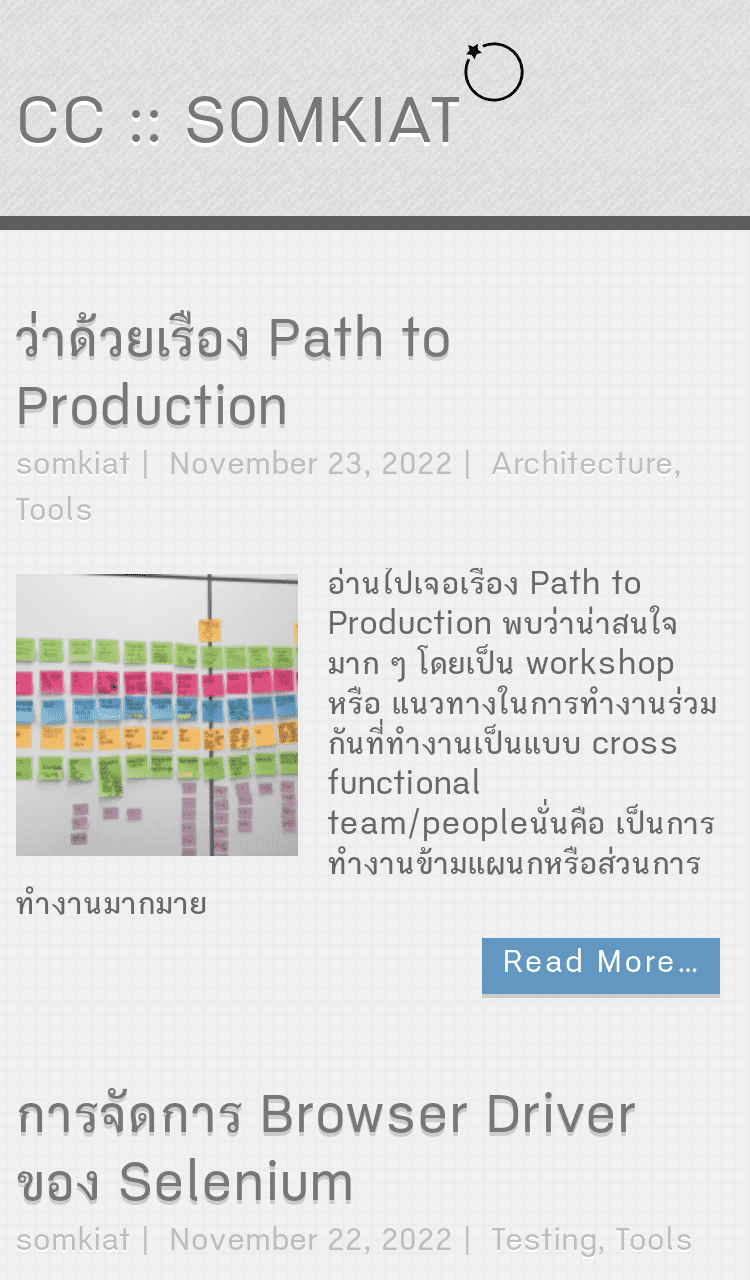 CC :: SOMKIAT
ว่าด้วยเรื่อง Path to
Production
somkiat | November 23, 2022 | Architecture,
Tools
อ่านไปเจอเรื่อง Path to
Production พบว่าน่าสนใจ
มาก ๆ โดยเป็น workshop
หรือ แนวทางในการทำงานร่วม
กันที่ทำงานเป็นแบบ cross
functional
team/peopleนั่นคือ เป็นการ
ทำงานข้ามแผนกหรือส่วนการ
ทำงานมากมาย
Read More…
การจัดการ Browser Driver
ของ Selenium
somkiat | November 22, 2022 | Testing, Tools